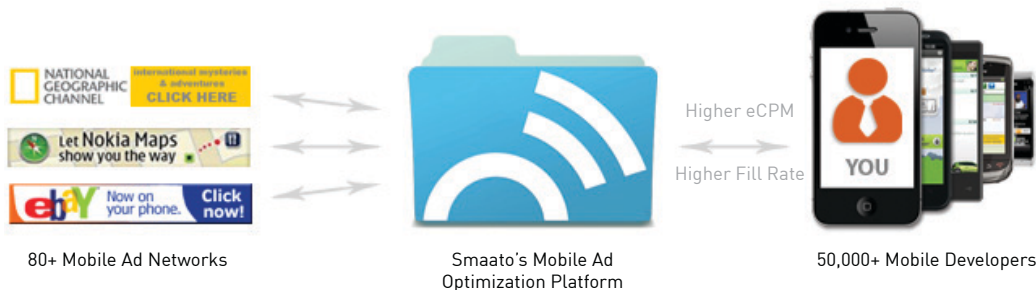 NATIONAL
GEOGRAPHIC
CHANNEL
international mysteries
& adventures
CLICK HERE
Let Nokia Maps
show you the way
ebaY
Now on
your phone.
Click
now!
Higher eCPM
Higher Fill Rate
YOU
80+ Mobile Ad Networks
Smaato's Mobile Ad
Optimization Platform
50,000+ Mobile Developers